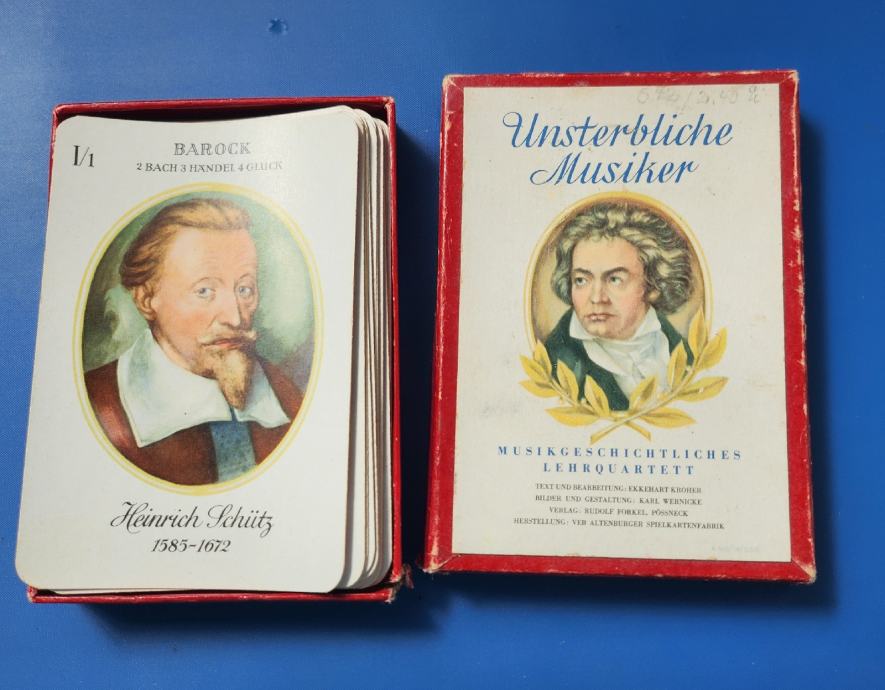 I/1
BAROCK
2 BACH 3 HÄNDEL 4 GLUCK
Heinrich Schütz
1585-1672
Unsterbliche
Musiker
MUSIKGESCHICHTLICHES
LEHRQUARTETT
TEXT UND BEARBEITUNG: EKKEHART KROHER
BILDER UND GESTALTUNG: KARL WERNICKE
VERLAG: RUDOLF FORKEL, PÖSSNECK
HERSTELLUNG: VEB ALTENBURGER SPIELKARTENFABRIK